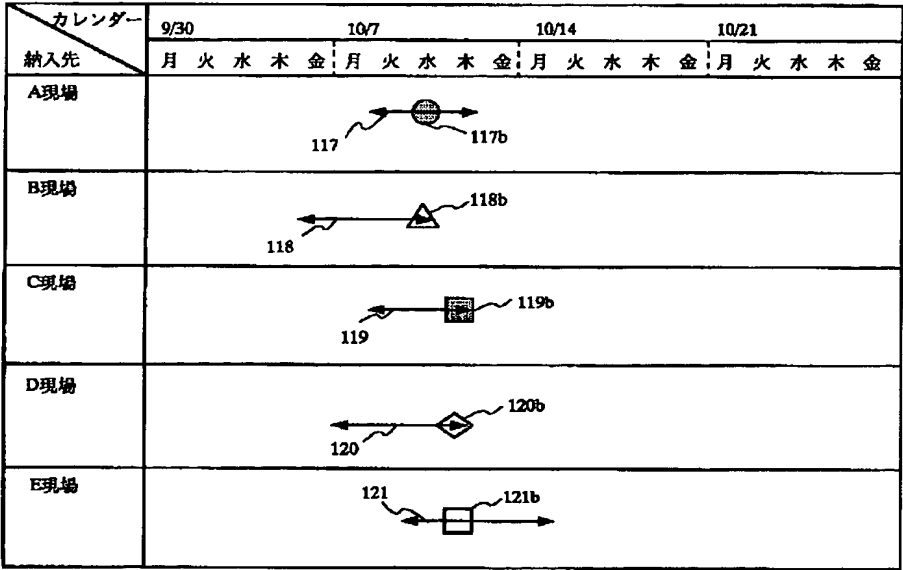 カレンダー
9/30 10/7 10/14 10/21
納入先
月 火 水 木 金 月 火 水 木 金 月 火 水 木 金 月 火 水 木 金
A現場
117
117b
B現場
118b
118
C現場
119b
119
D現場
120b
120
E現場
121
121b